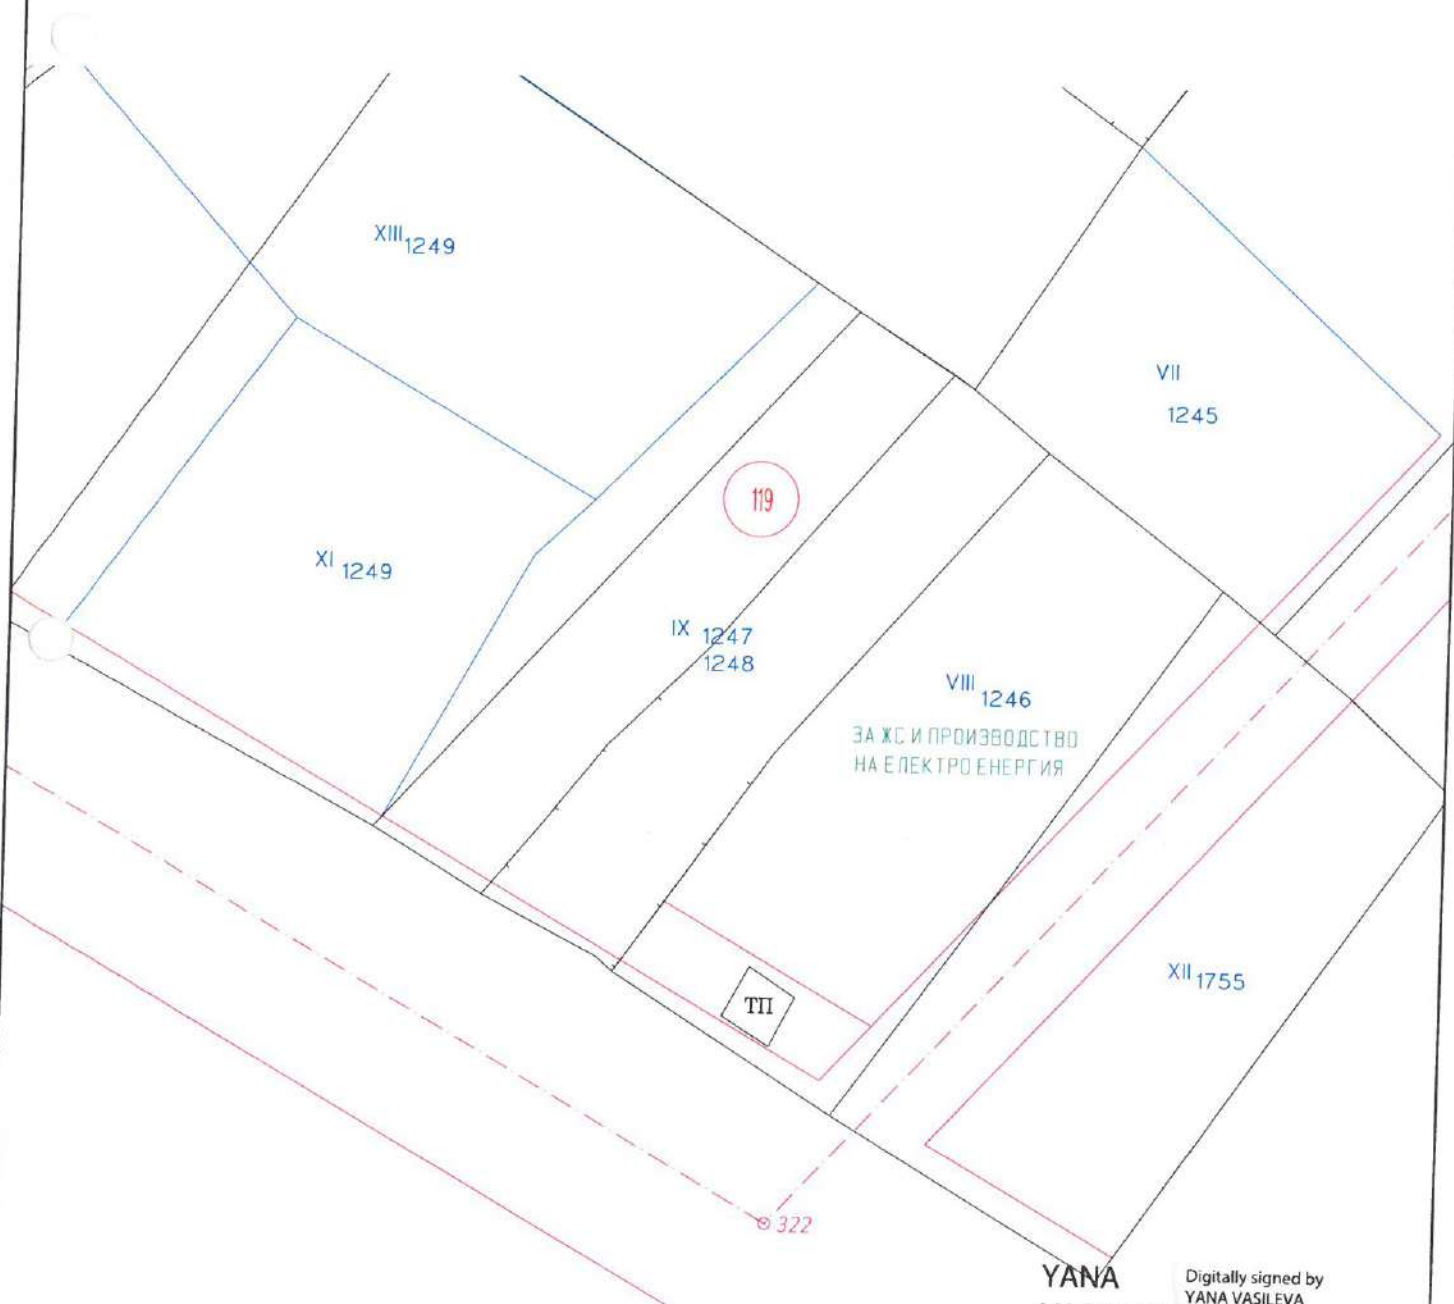 XIII 1249
VII
1245
119
XI 1249
IX 1247
1248
VIII 1246
ЗА ЖС И ПРОИЗВОДСТВО
НА ЕЛЕКТРО ЕНЕРГИЯ
XII 1755
ТП
322
YANA
Digitally signed by
YANA VASILEVA